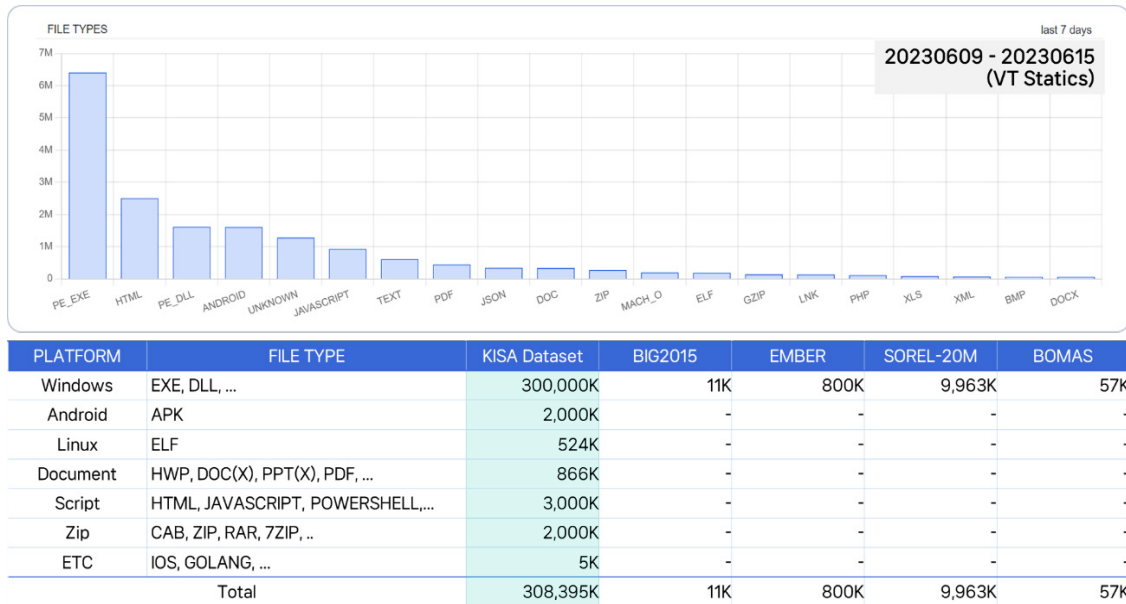 FILE TYPES
last 7 days
20230609 - 20230615
(VT Statics)
7M
6M
5M
4M
3M
2M
1M
0
PE_EXE HTML PE_DLL ANDROID UNKNOWN JAVASCRIPT TEXT PDF JSON DOC ZIP MACH_O ELF GZIP LNK PHP XLS XML BMP DOCX
PLATFORM FILE TYPE KISA Dataset BIG2015 EMBER SOREL-20M BOMAS
Windows EXE, DLL, ... 300,000K 11K 800K 9,963K 57K
Android APK 2,000K - - - -
Linux ELF 524K - - - -
Document HWP, DOC(X), PPT(X), PDF, ... 866K - - - -
Script HTML, JAVASCRIPT, POWERSHELL,... 3,000K - - - -
Zip CAB, ZIP, RAR, 7ZIP, .. 2,000K - - - -
ETC IOS, GOLANG, ... 5K - - - -
Total 308,395K 11K 800K 9,963K 57K